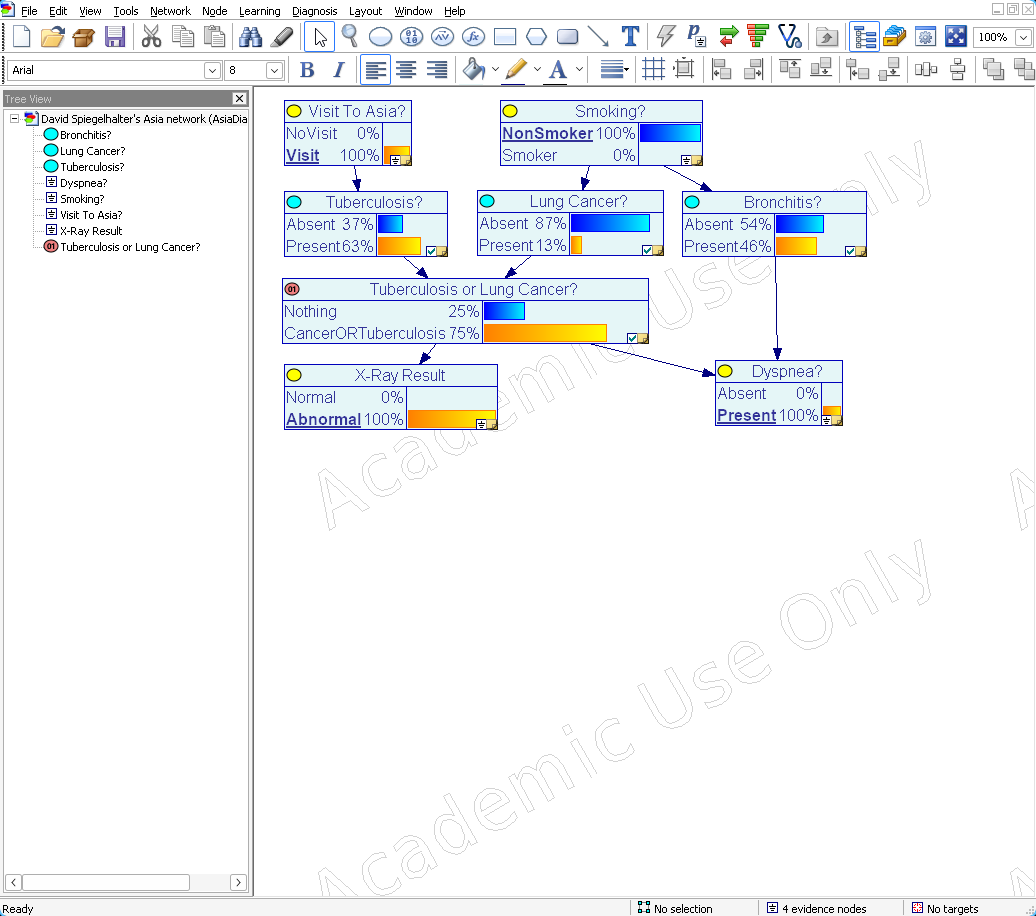 File Edit View Tools Network Node Learning Diagnosis Layout Window Help
100%
Arial 8 B I A
Tree View
David Spiegelhalter's Asia network (AsiaDia
Bronchitis?
Lung Cancer?
Tuberculosis?
Dyspnea?
Smoking?
Visit To Asia?
X-Ray Result
Tuberculosis or Lung Cancer?
Visit To Asia?
NoVisit 0%
Visit 100%
Smoking?
NonSmoker 100%
Smoker 0%
Tuberculosis?
Absent 37%
Present 63%
Lung Cancer?
Absent 87%
Present 13%
Bronchitis?
Absent 54%
Present 46%
Tuberculosis or Lung Cancer?
Nothing 25%
CancerORTuberculosis 75%
X-Ray Result
Normal 0%
Abnormal 100%
Dyspnea?
Absent 0%
Present 100%
Academic Use Only
Academic Use Only
Ready No selection 4 evidence nodes No targets